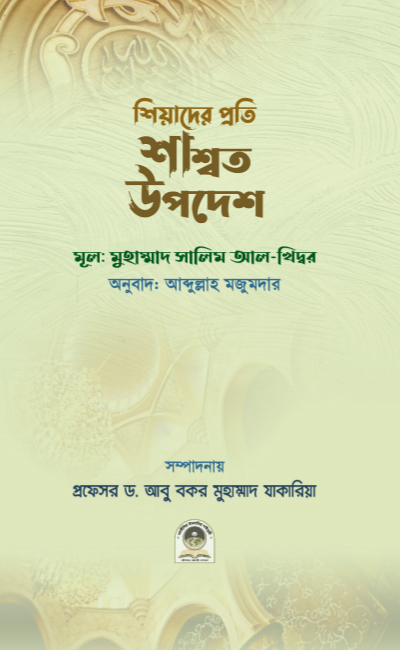 শিয়াদের প্রতি
শাশ্বত
উপদেশ
মূল: মুহাম্মাদ সালিম আল-খিদ্বর
অনুবাদ: আব্দুল্লাহ মজুমদার
সম্পাদনায়
প্রফেসর ড. আবু বকর মুহাম্মাদ যাকারিয়া